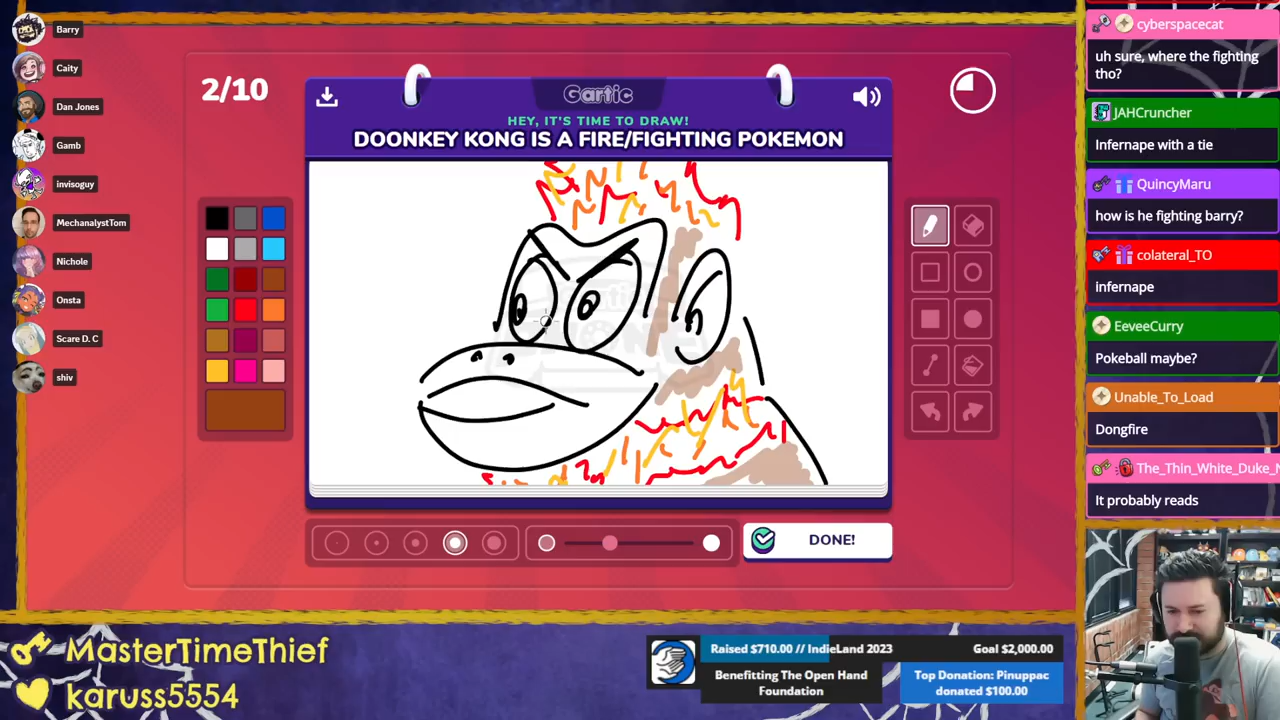 Barry
Caity
Dan Jones
Gamb
invisoguy
MechanalystTom
Nichole
Onsta
Scare D. C
shiv
2/10
Gartic
HEY, IT'S TIME TO DRAW!
DOONKEY KONG IS A FIRE/FIGHTING POKEMON
DONE!
cyberspacecat
uh sure, where the fighting
tho?
JAHCruncher
Infernape with a tie
QuincyMaru
how is he fighting barry?
colateral_TO
infernape
EeveeCurry
Pokeball maybe?
Unable_To_Load
Dongfire
The_Thin_White_Duke_
It probably reads
MasterTimeThief
karuss5554
Raised $710.00 // IndieLand 2023 Goal $2,000.00
Benefitting The Open Hand
Foundation
Top Donation: Pinuppac
donated $100.00